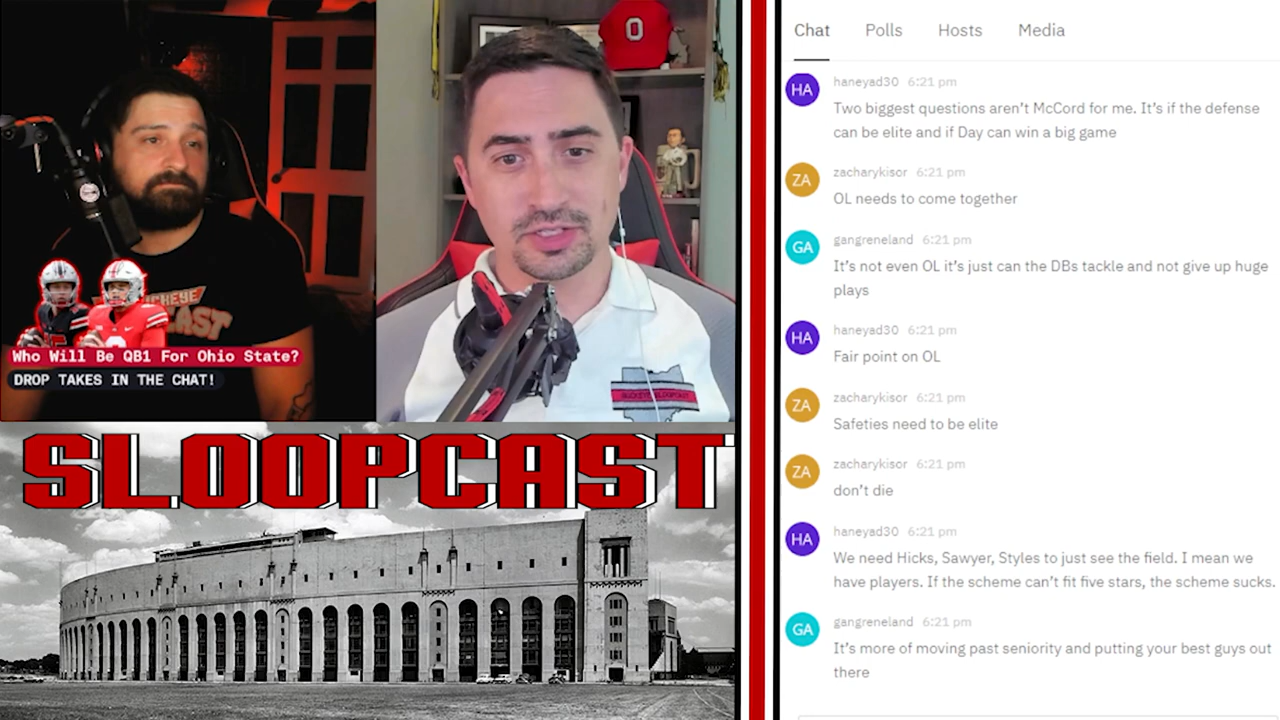 O
Who Will Be QB1 For Ohio State?
DROP TAKES IN THE CHAT!
SLOOPCAST
Chat Polls Hosts Media
HA haneyad30 6:21 pm
Two biggest questions aren't McCord for me. It's if the defense
can be elite and if Day can win a big game
ZA zacharykisor 6:21 pm
OL needs to come together
GA gangreneland 6:21 pm
It's not even OL it's just can the DBs tackle and not give up huge
plays
HA haneyad30 6:21 pm
Fair point on OL
ZA zacharykisor 6:21 pm
Safeties need to be elite
ZA zacharykisor 6:21 pm
don't die
HA haneyad30 6:21 pm
We need Hicks, Sawyer, Styles to just see the field. I mean we
have players. If the scheme can't fit five stars, the scheme sucks.
GA gangreneland 6:21 pm
It's more of moving past seniority and putting your best guys out
there